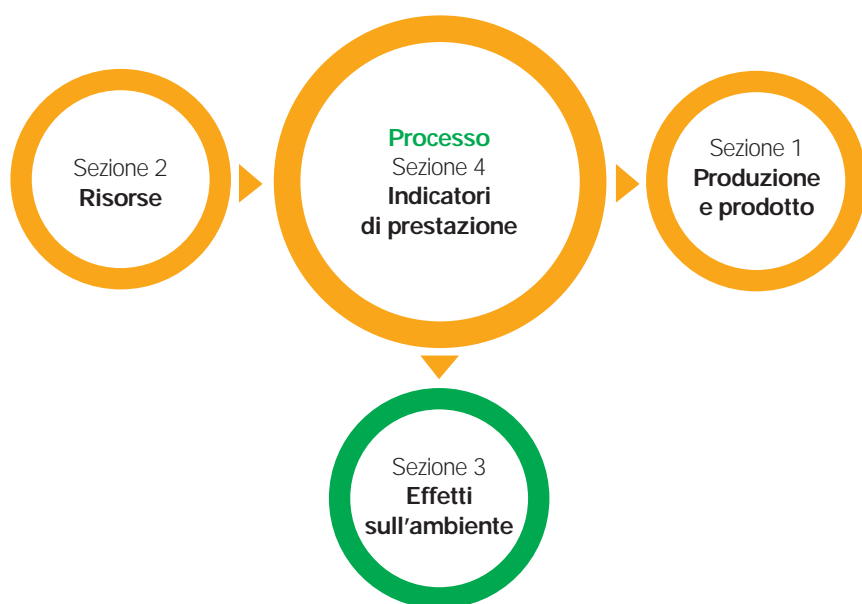 Sezione 2
Risorse
Processo
Sezione 4
Indicatori
di prestazione
Sezione 1
Produzione
e prodotto
Sezione 3
Effetti
sull'ambiente